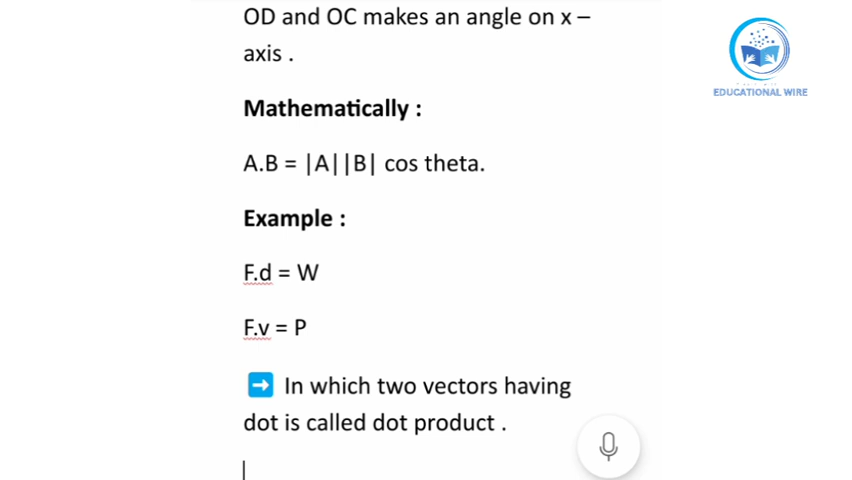 OD and OC makes an angle on x –
axis .
EDUCATIONAL WIRE
Mathematically :
A.B = |A||B| cos theta.
Example :
F.d = W
F.v = P
➡ In which two vectors having
dot is called dot product .